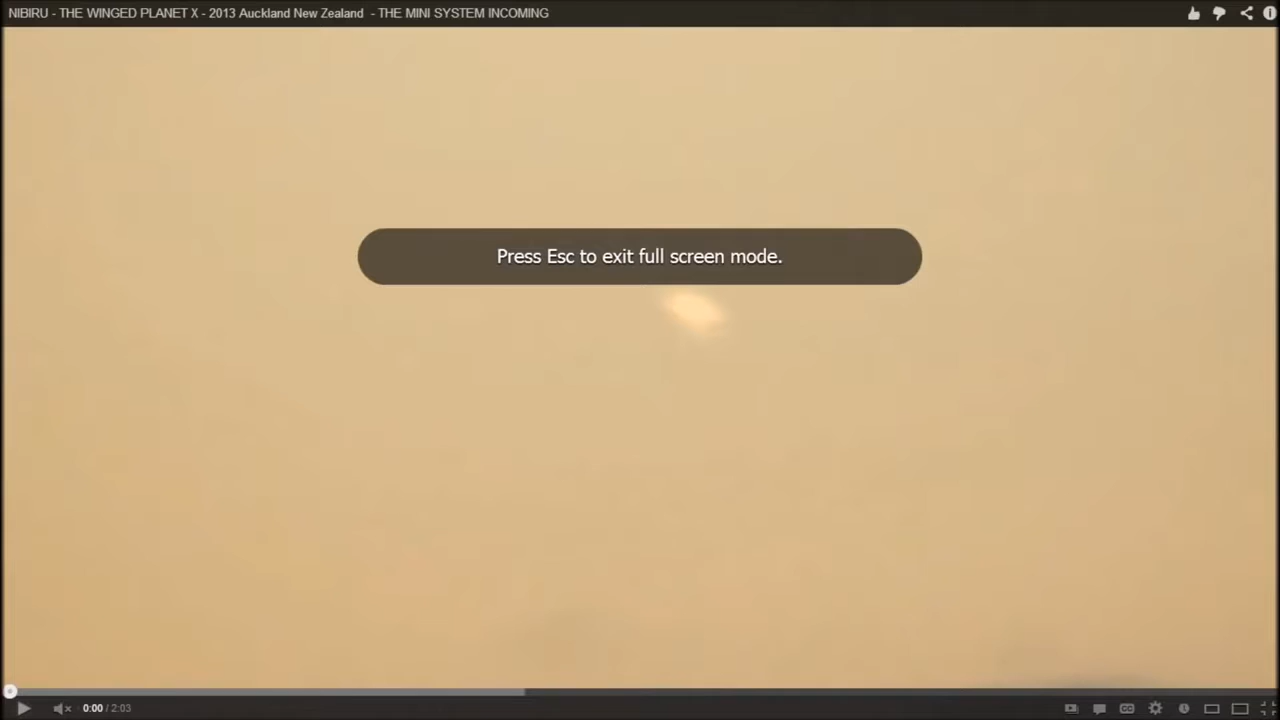 NIBIRU - THE WINGED PLANET X - 2013 Auckland New Zealand - THE MINI SYSTEM INCOMING
Press Esc to exit full screen mode.
0:00 / 2:03